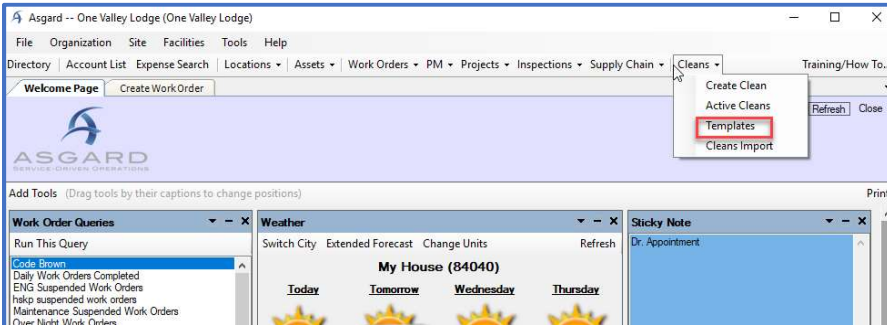 Asgard -- One Valley Lodge (One Valley Lodge)
File Organization Site Facilities Tools Help
Directory Account List Expense Search Locations Assets Work Orders PM Projects Inspections Supply Chain Cleans Training/How To..
Welcome Page Create Work Order
Create Clean
Active Cleans
Templates
Cleans Import
Refresh Close
ASGARD
SERVICE-DRIVEN OPERATIONS
Add Tools (Drag tools by their captions to change positions) Print
Work Order Queries
Run This Query
Code Brown
Daily Work Orders Completed
ENG Suspended Work Orders
hskp suspended work orders
Maintenance Suspended Work Orders
Over Night Work Orders
Weather
Switch City Extended Forecast Change Units Refresh
My House (84040)
Today Tomorrow Wednesday Thursday
Sticky Note
Dr. Appointment